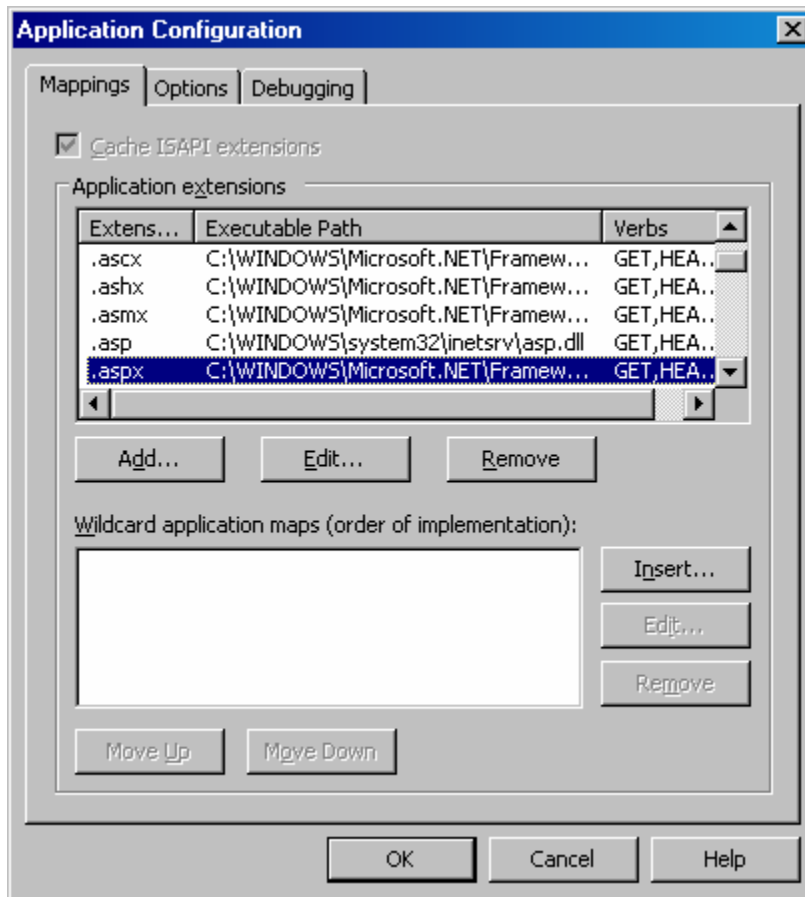 Application Configuration
Mappings Options Debugging
Cache ISAPI extensions
Application extensions
Extens... Executable Path Verbs
.ascx C:\WINDOWS\Microsoft.NET\Framew... GET,HEA..
.ashx C:\WINDOWS\Microsoft.NET\Framew... GET,HEA..
.asmx C:\WINDOWS\Microsoft.NET\Framew... GET,HEA..
.asp C:\WINDOWS\system32\inetsrv\asp.dll GET,HEA..
.aspx C:\WINDOWS\Microsoft.NET\Framew... GET,HEA..
Add... Edit... Remove
Wildcard application maps (order of implementation):
Insert...
Edit...
Remove
Move Up Move Down
OK Cancel Help